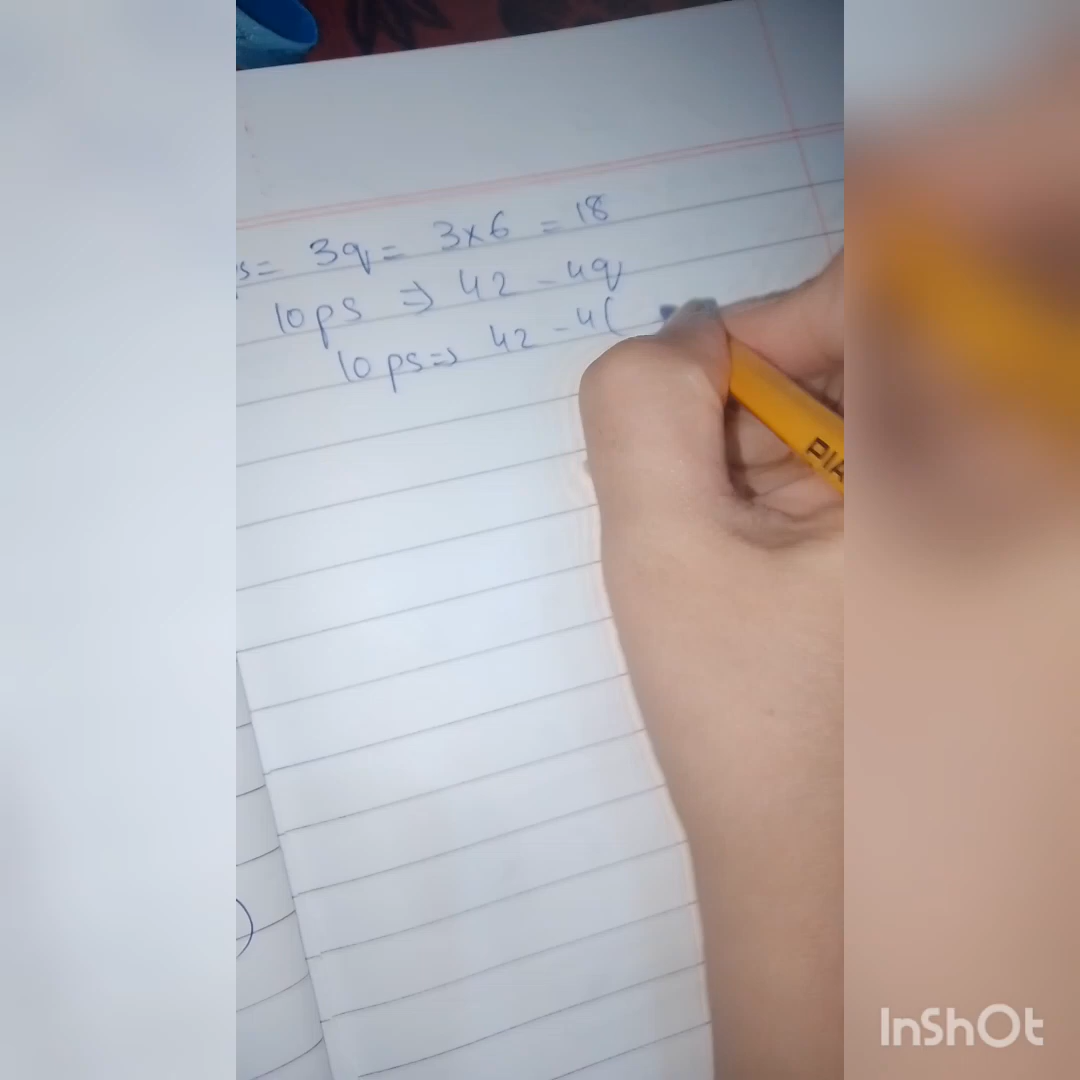 s= 3q= 3x6 =18
10ps => 42 - 4q
10ps=> 42 - 4(
PIA
)
InShOt